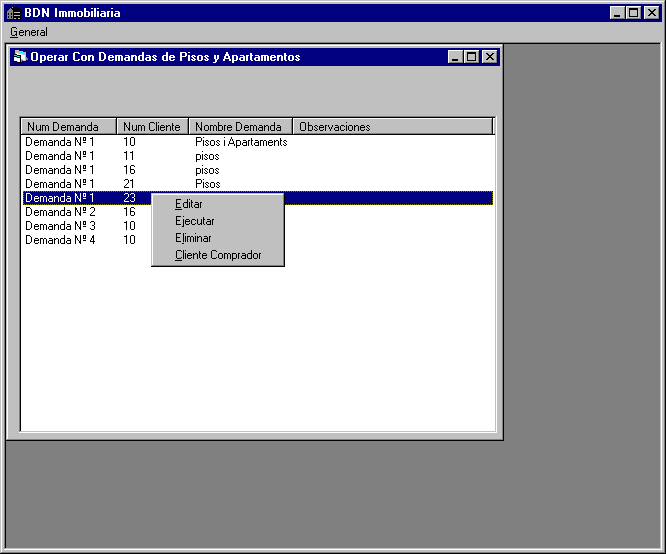 BDN Immobiliaria
General
Operar Con Demandas de Pisos y Apartamentos
Num Demanda Num Cliente Nombre Demanda Observaciones
Demanda Nº 1 10 Pisos i Apartaments
Demanda Nº 1 11 pisos
Demanda Nº 1 16 pisos
Demanda Nº 1 21 Pisos
Demanda Nº 1 23
Demanda Nº 2 16
Demanda Nº 3 10
Demanda Nº 4 10
Editar
Ejecutar
Eliminar
Cliente Comprador